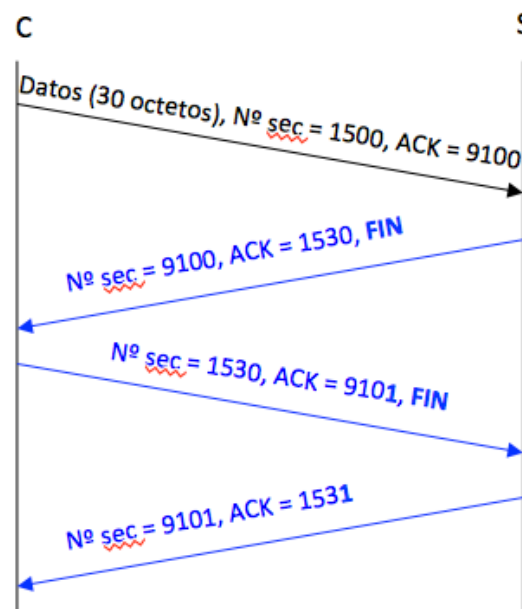 C
S
Datos (30 octetos), Nº sec = 1500, ACK = 9100
Nº sec = 9100, ACK = 1530, FIN
Nº sec = 1530, ACK = 9101, FIN
Nº sec = 9101, ACK = 1531